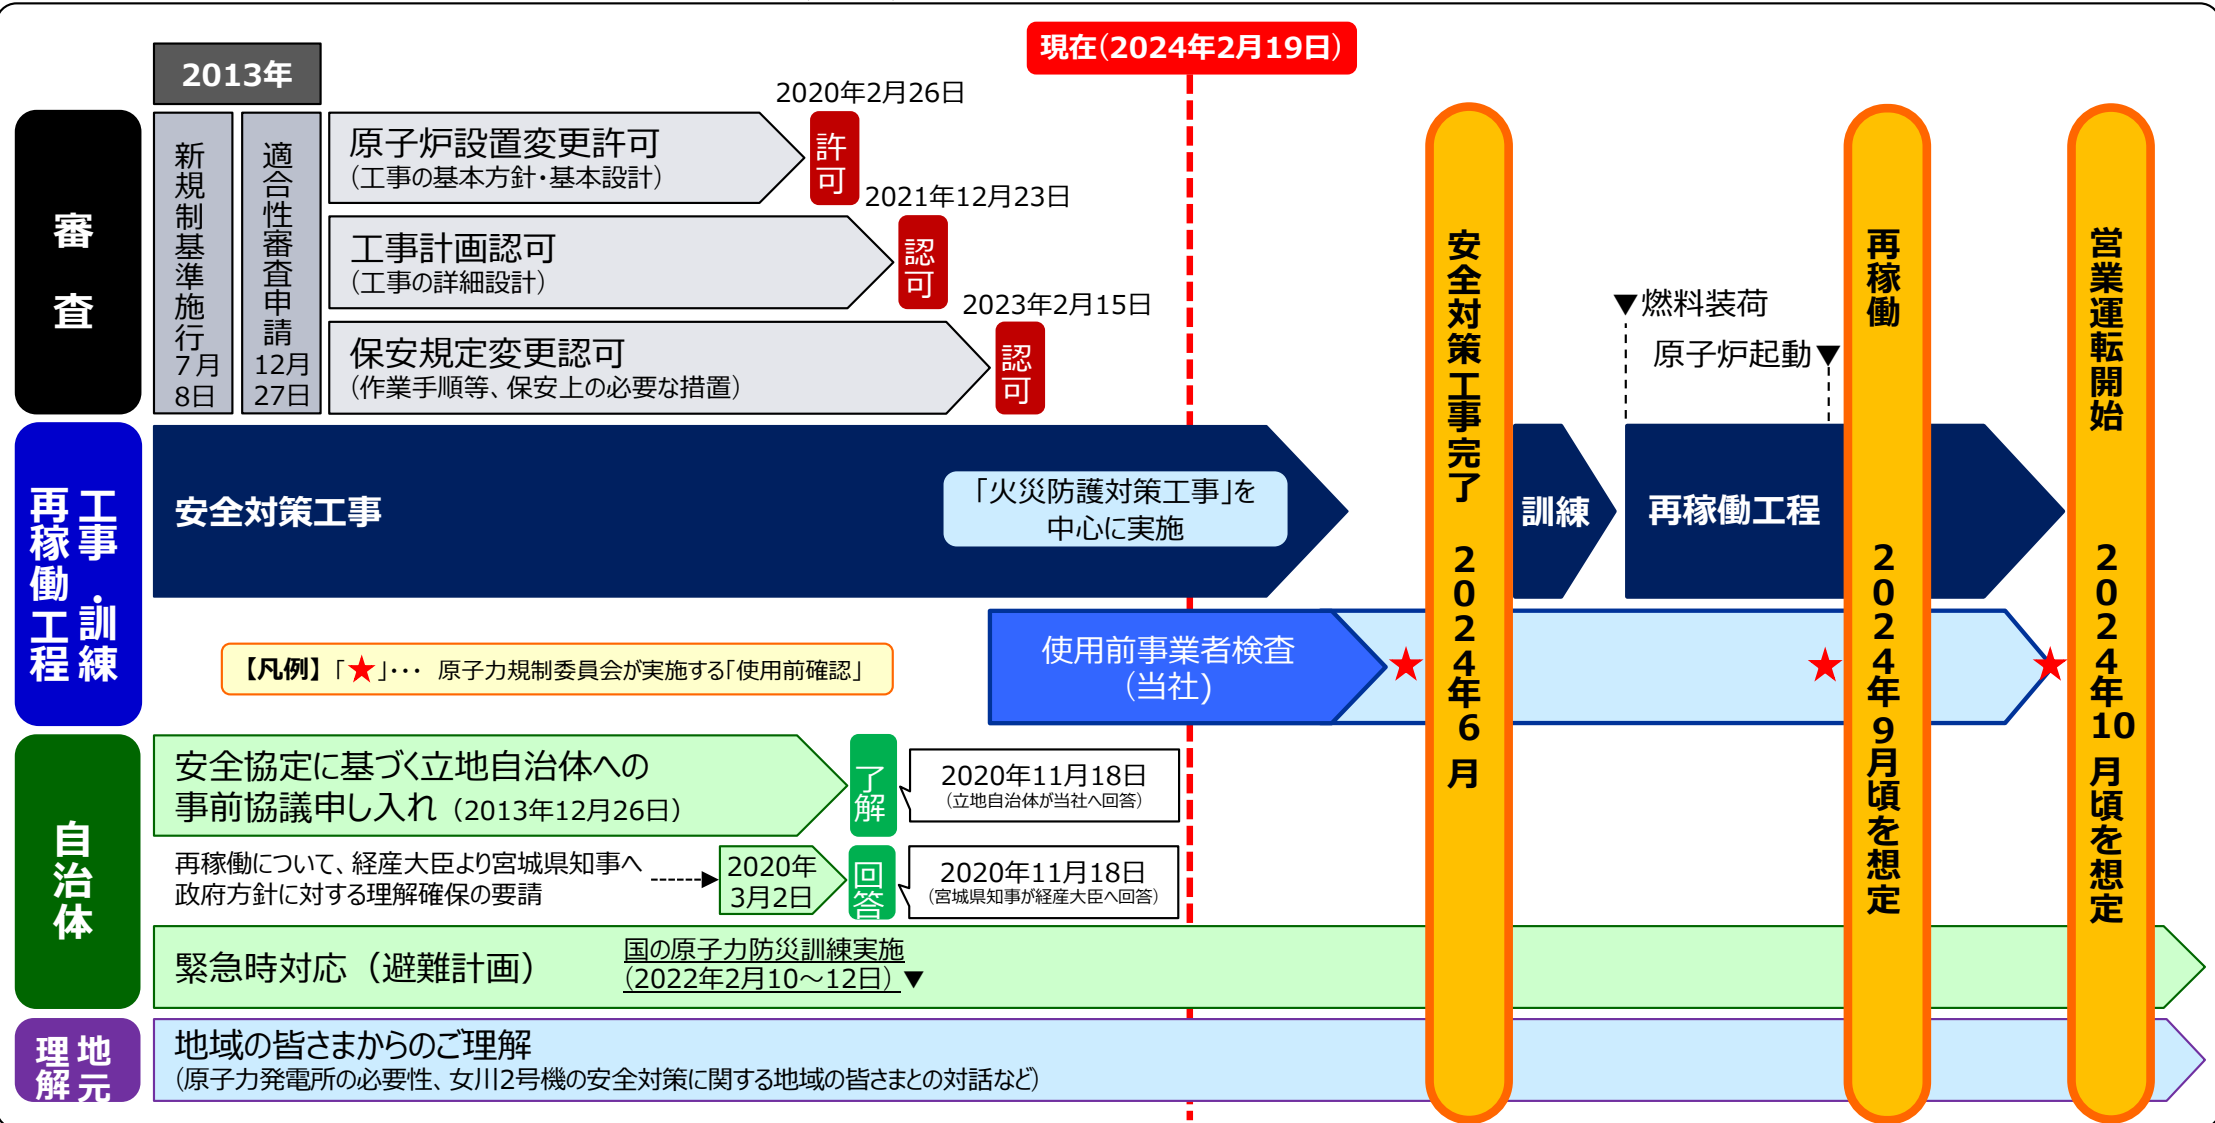 現在(2024年2月19日)
2013年
審査
新規制基準施行7月8日
適合性審査申請12月27日
2020年2月26日
原子炉設置変更許可
(工事の基本方針・基本設計)
許可
2021年12月23日
工事計画認可
(工事の詳細設計)
認可
2023年2月15日
保安規定変更認可
(作業手順等、保安上の必要な措置)
認可
▼燃料装荷
原子炉起動▼
安全対策工事完了 2024年6月
再稼働 2024年9月頃を想定
営業運転開始 2024年10月頃を想定
工事・訓練
再稼働工程
安全対策工事
「火災防護対策工事」を
中心に実施
訓練
再稼働工程
使用前事業者検査
(当社)
★
★
★
【凡例】「★」・・・ 原子力規制委員会が実施する「使用前確認」
自治体
安全協定に基づく立地自治体への
事前協議申し入れ(2013年12月26日)
了解
2020年11月18日
(立地自治体が当社へ回答)
再稼働について、経産大臣より宮城県知事へ
政府方針に対する理解確保の要請
2020年
3月2日
回答
2020年11月18日
(宮城県知事が経産大臣へ回答)
緊急時対応(避難計画)
国の原子力防災訓練実施
(2022年2月10～12日)▼
地元
理解
地域の皆さまからのご理解
(原子力発電所の必要性、女川2号機の安全対策に関する地域の皆さまとの対話など)